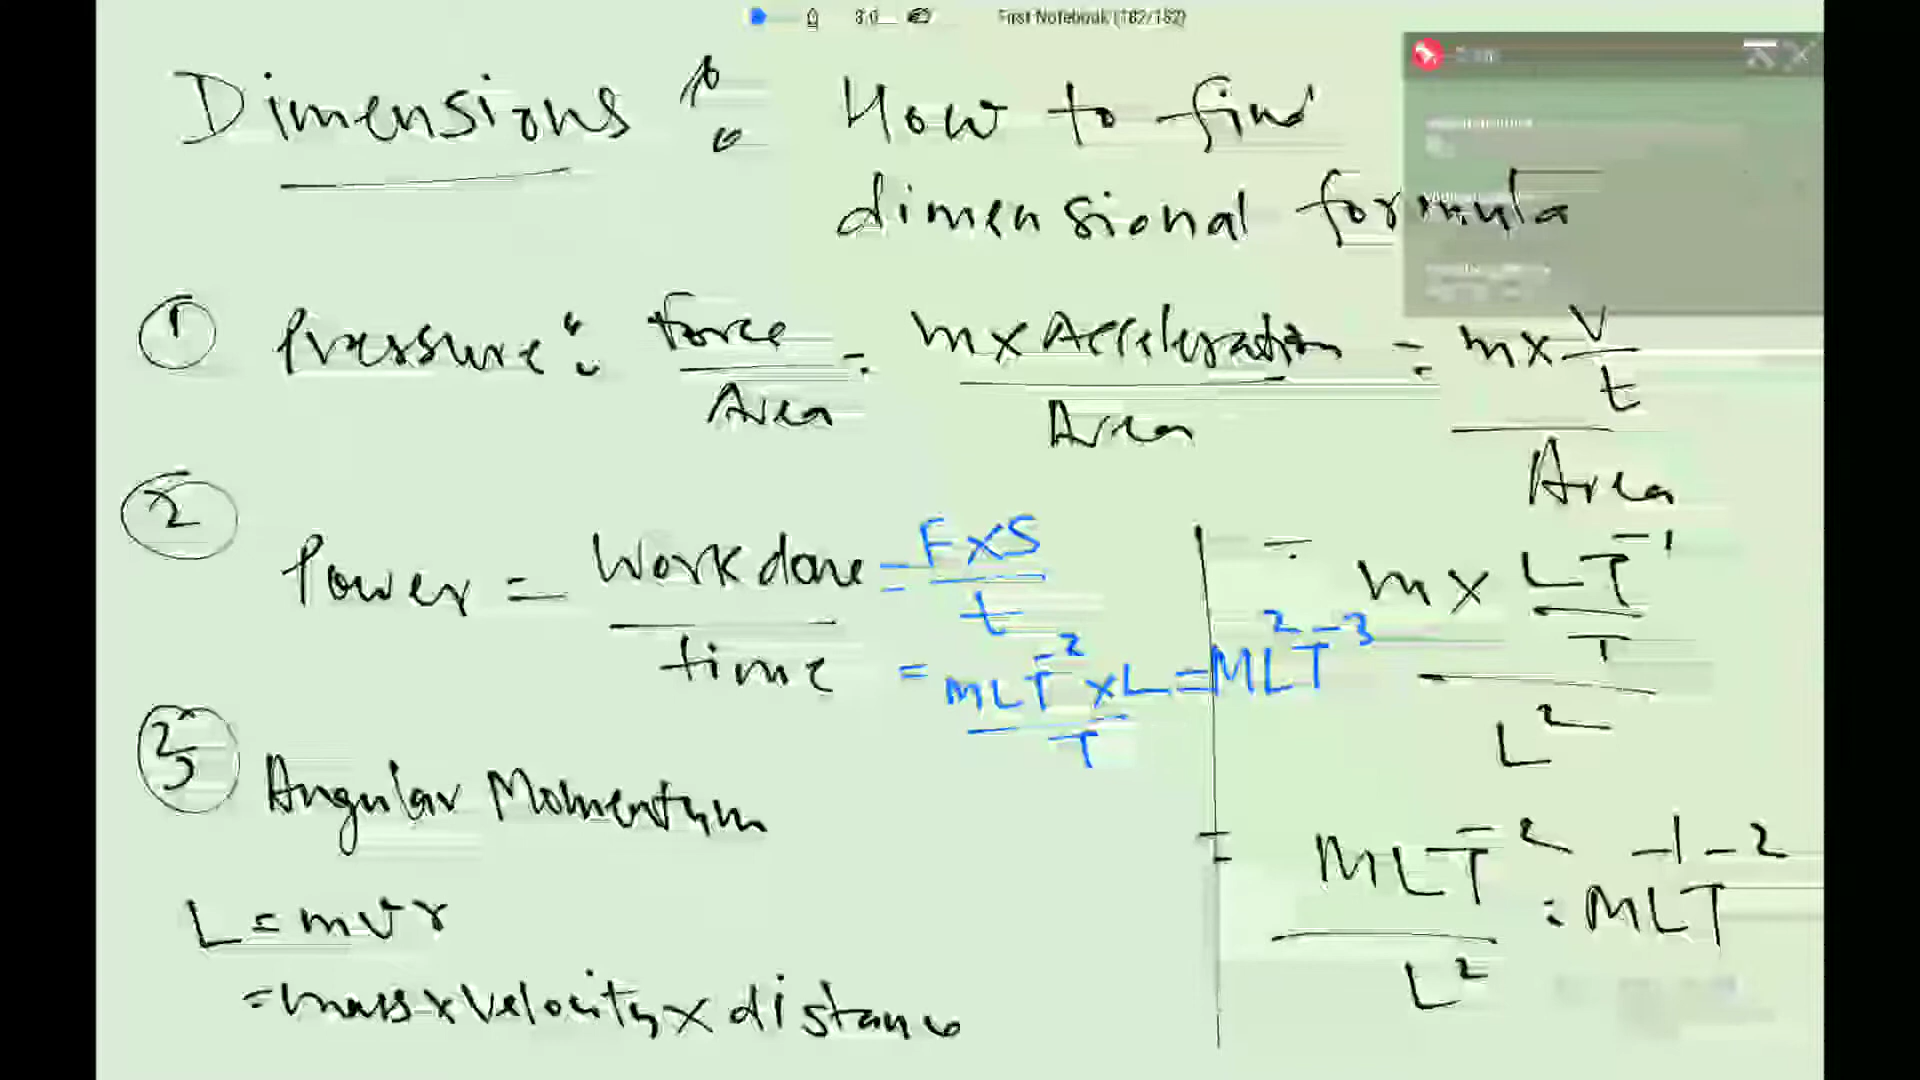 First Notebook (182/182)
Dimensions : How to find
dimensional formula
① Pressure : Force/Area = m x Acceleration/Area = m x v/t / Area
= m x LT⁻¹/T / L²
= MLT⁻²/L² = ML⁻¹T⁻²
② Power = Work done/time = F x S/t
= MLT⁻² x L/T = ML²T⁻³
③ Angular Momentum
L = mvr
= mass x velocity x distance